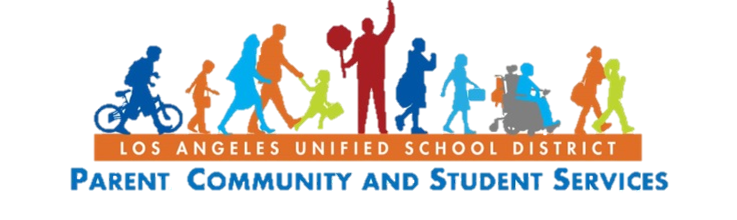 LOS ANGELES UNIFIED SCHOOL DISTRICT
PARENT COMMUNITY AND STUDENT SERVICES